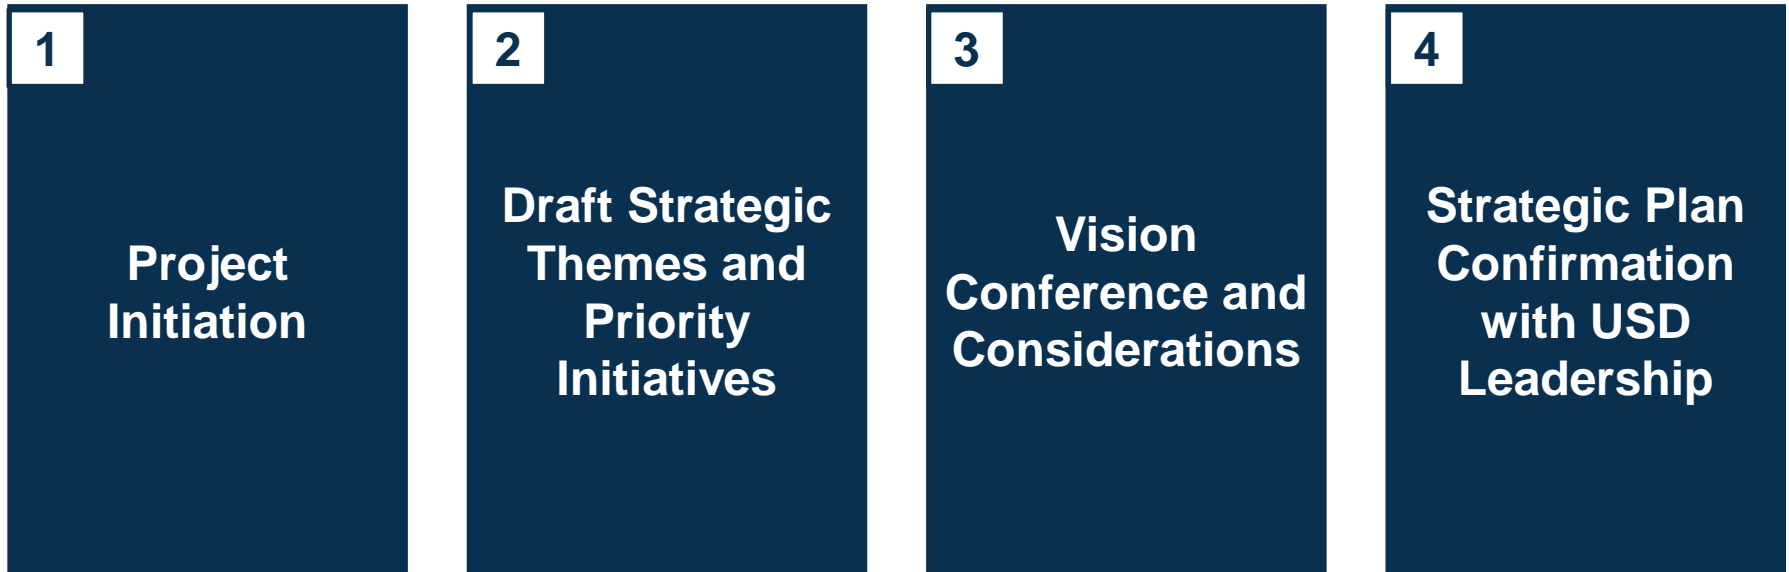 1
Project
Initiation
2
Draft Strategic
Themes and
Priority
Initiatives
3
Vision
Conference and
Considerations
4
Strategic Plan
Confirmation
with USD
Leadership